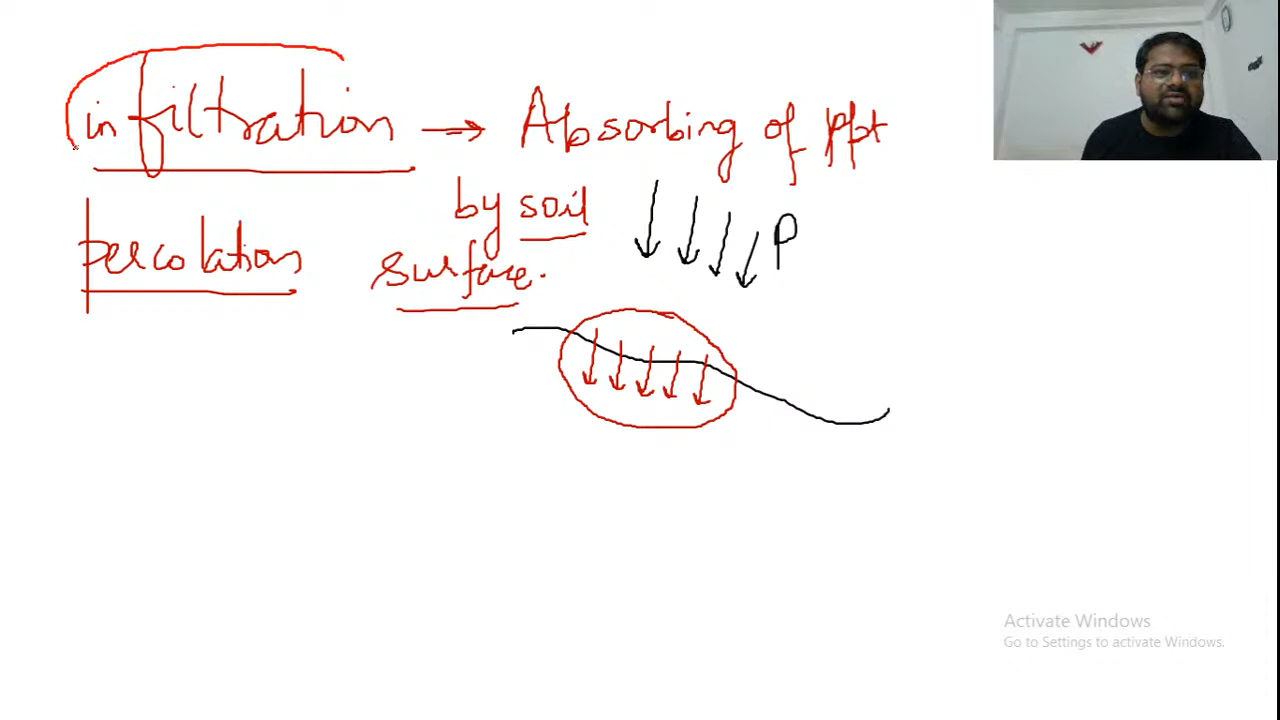 infiltration → Absorbing of ppt
by soil
surface.
percolation
P
Activate Windows
Go to Settings to activate Windows.